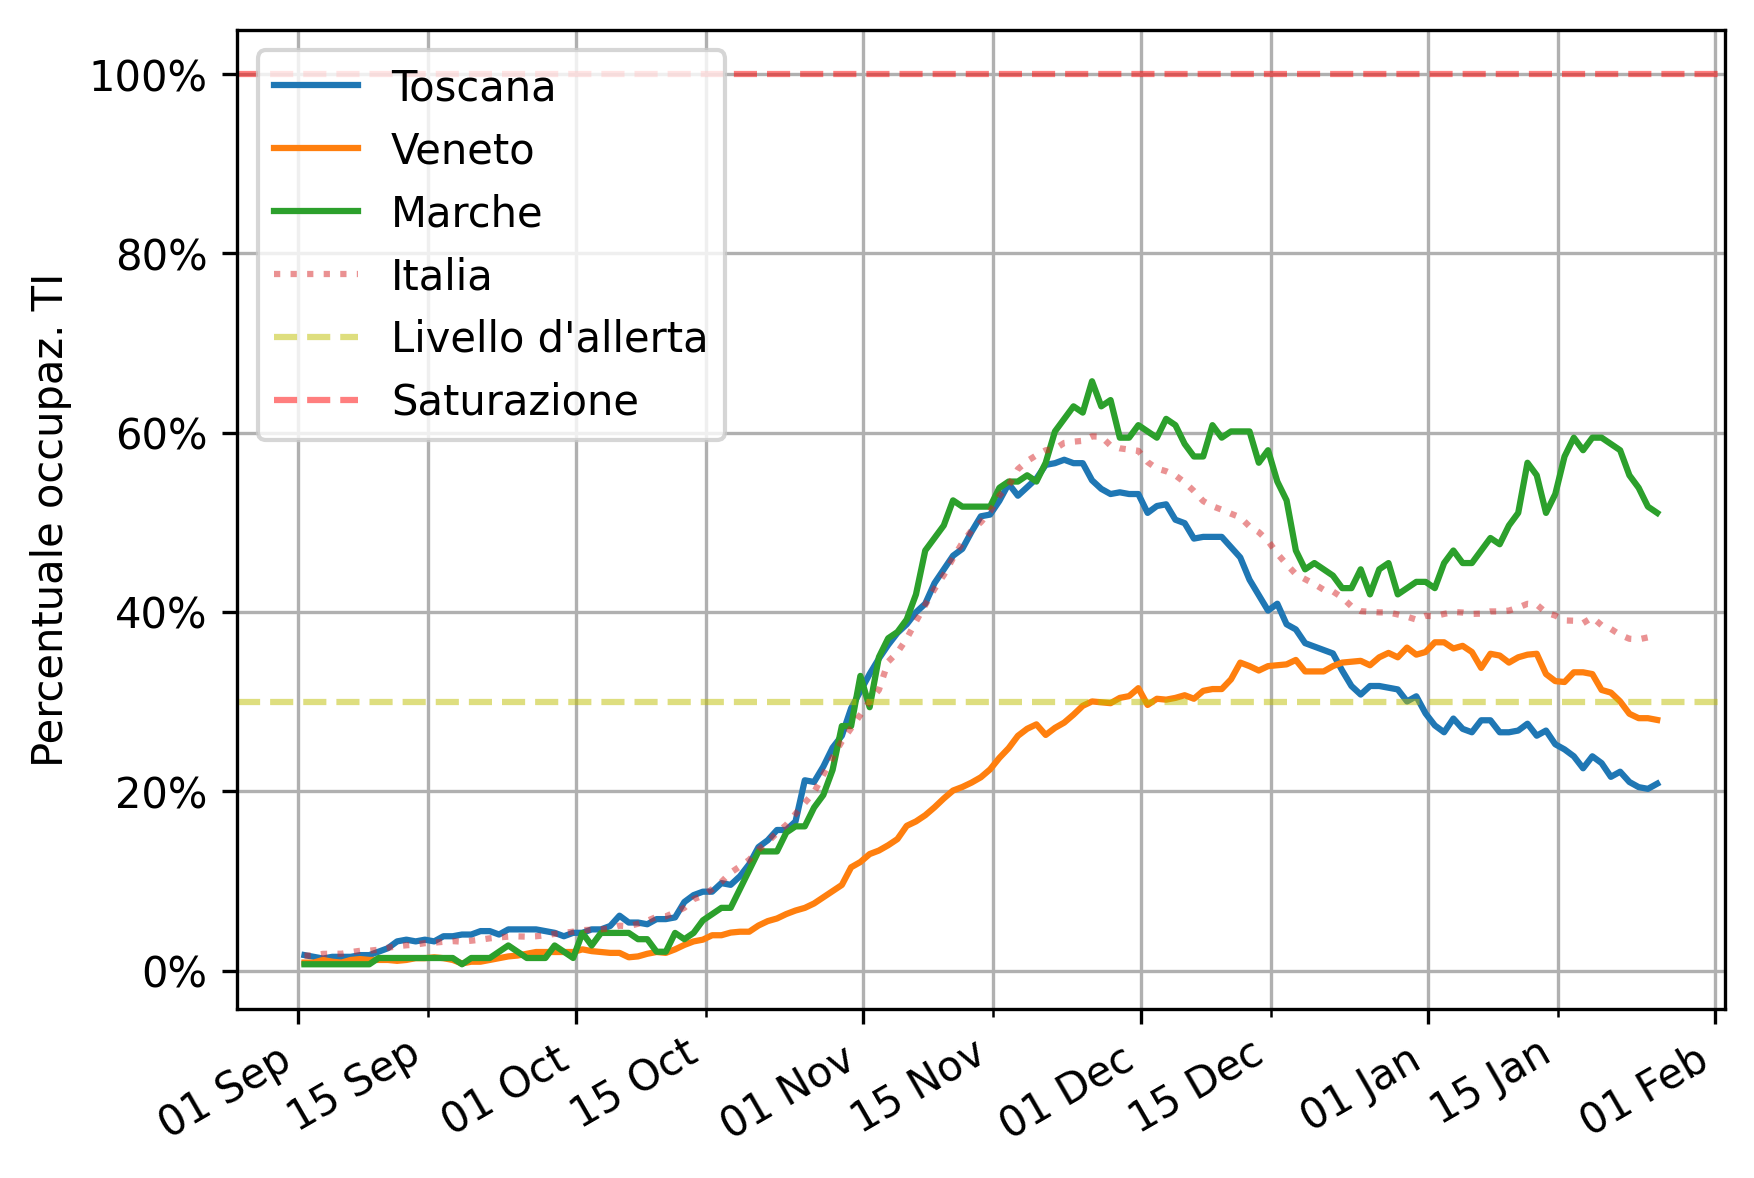 100%
80%
60%
40%
20%
0%
Percentuale occupaz. TI
Toscana
Veneto
Marche
Italia
Livello d'allerta
Saturazione
01 Sep
15 Sep
01 Oct
15 Oct
01 Nov
15 Nov
01 Dec
15 Dec
01 Jan
15 Jan
01 Feb